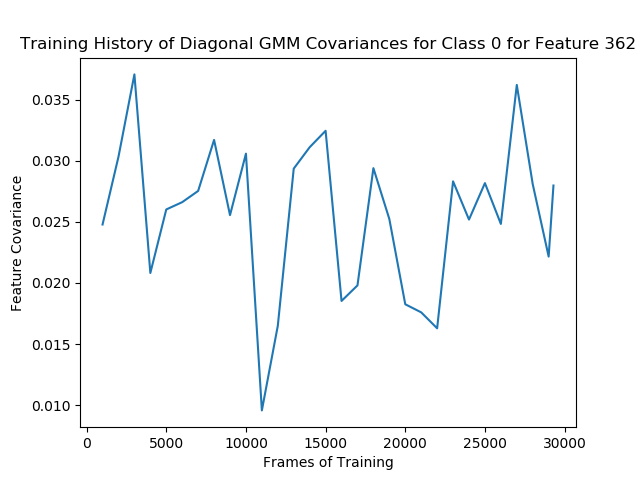 Training History of Diagonal GMM Covariances for Class 0 for Feature 362
0.035
0.030
0.025
0.020
0.015
0.010
Feature Covariance
0 5000 10000 15000 20000 25000 30000
Frames of Training